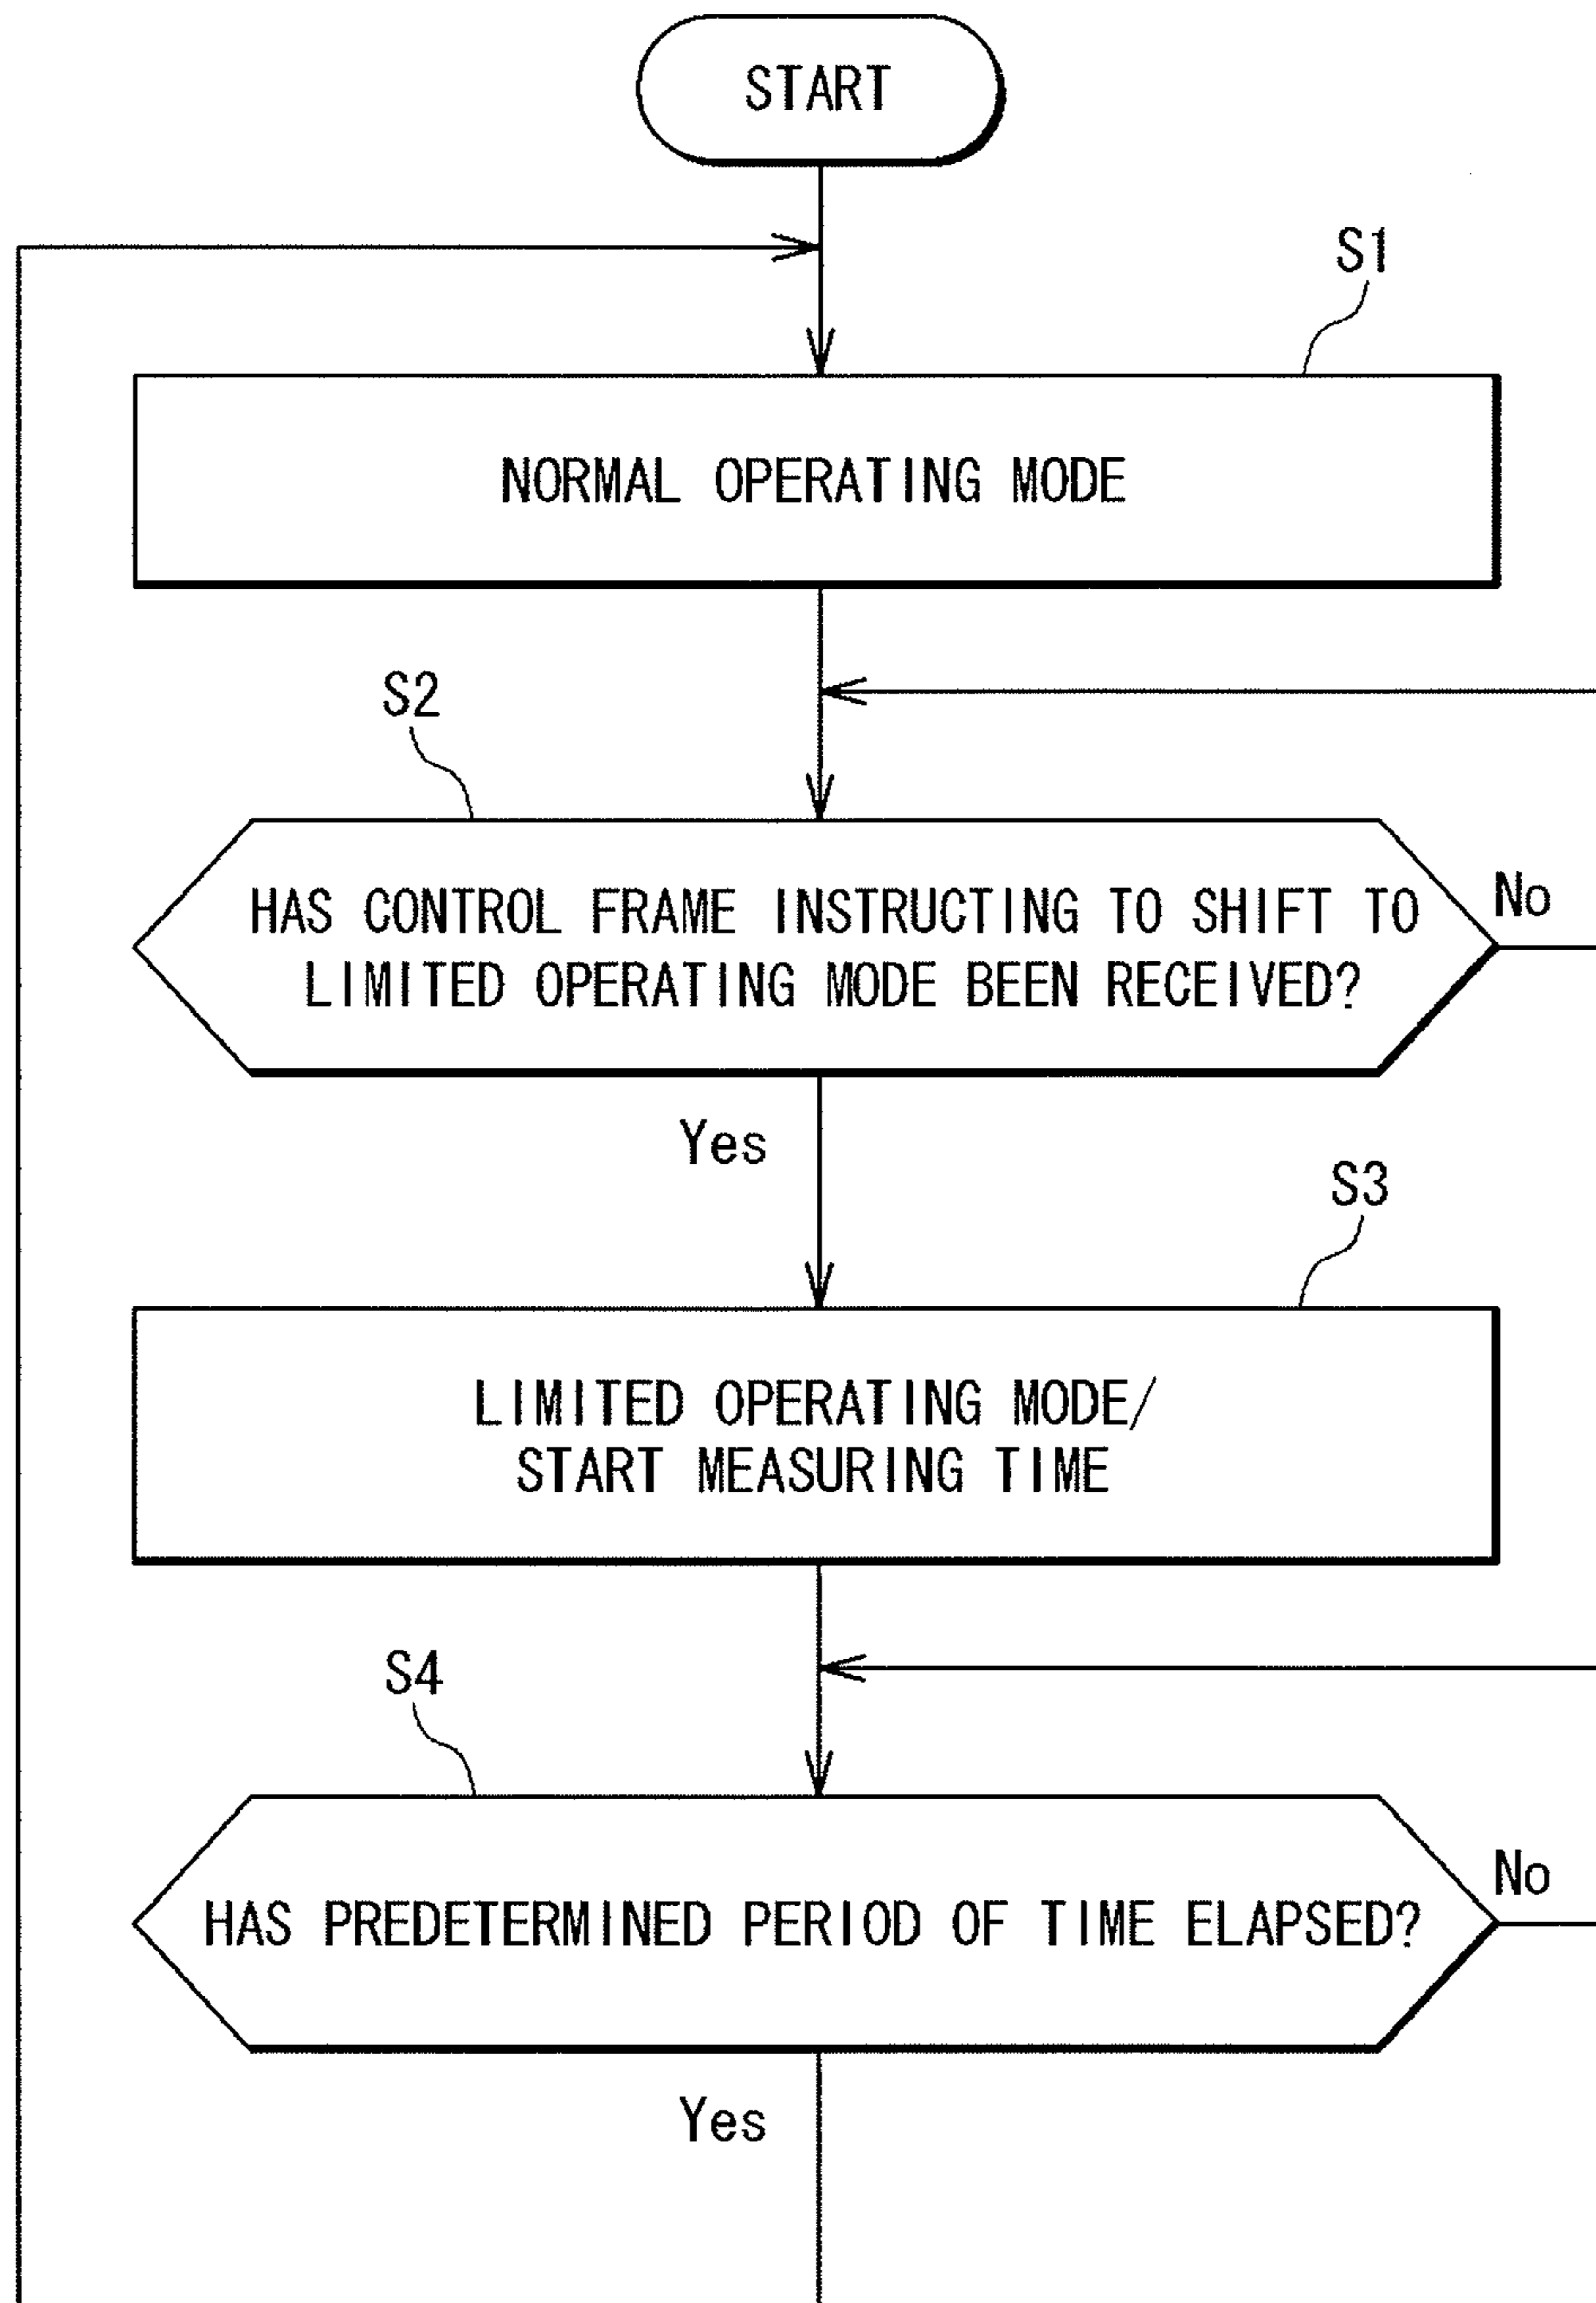 START
S1
NORMAL OPERATING MODE
S2
HAS CONTROL FRAME INSTRUCTING TO SHIFT TO
LIMITED OPERATING MODE BEEN RECEIVED?
No
Yes
S3
LIMITED OPERATING MODE/
START MEASURING TIME
S4
HAS PREDETERMINED PERIOD OF TIME ELAPSED?
No
Yes